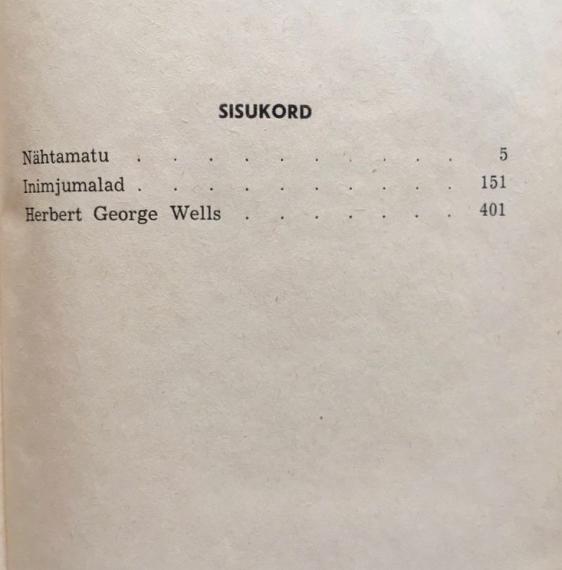 SISUKORD
Nähtamatu . . . . . . . . . . 5
Inimjumalad . . . . . . . . . . 151
Herbert George Wells . . . . . . . 401